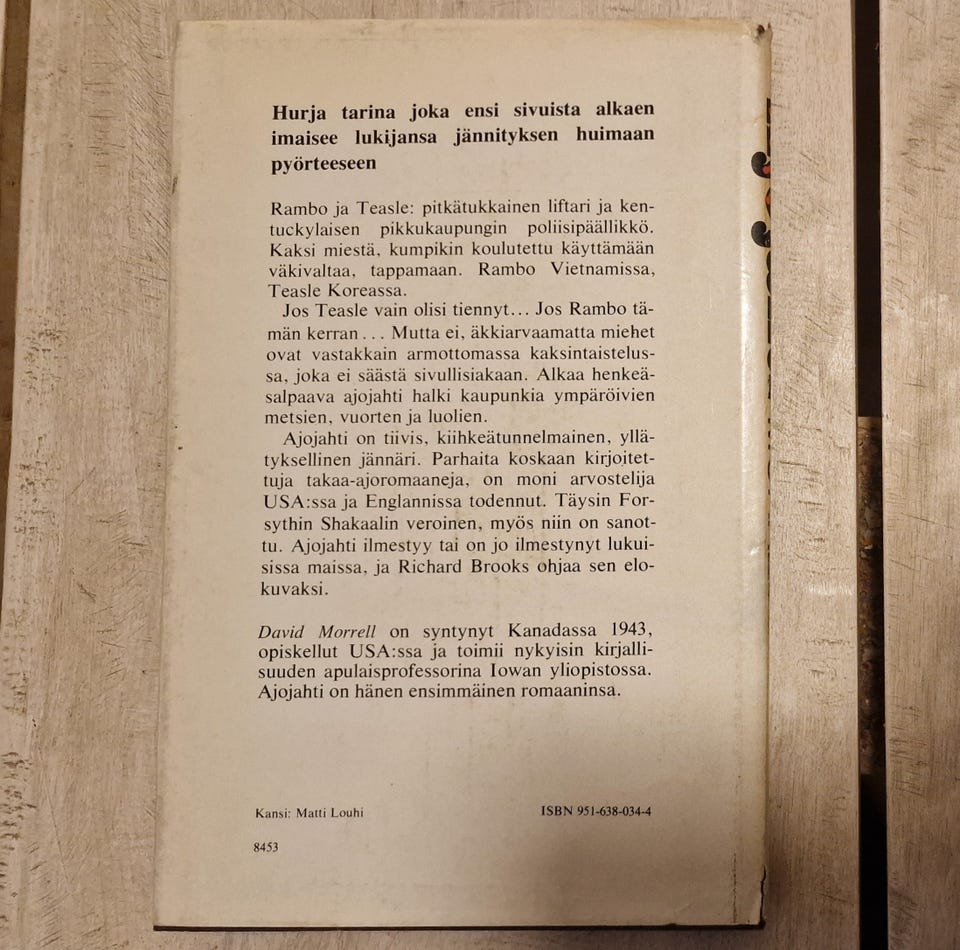 Hurja tarina joka ensi sivuista alkaen
imaisee lukijansa jännityksen huimaan
pyörteeseen
Rambo ja Teasle: pitkätukkainen liftari ja ken-
tuckylaisen pikkukaupungin poliisipäällikkö.
Kaksi miestä, kumpikin koulutettu käyttämään
väkivaltaa, tappamaan. Rambo Vietnamissa,
Teasle Koreassa.
Jos Teasle vain olisi tiennyt... Jos Rambo tä-
män kerran... Mutta ei, äkkiarvaamatta miehet
ovat vastakkain armottomassa kaksintaistelus-
sa, joka ei säästä sivullisiakaan. Alkaa henkeä-
salpaava ajojahti halki kaupunkia ympäröivien
metsien, vuorten ja luolien.
Ajojahti on tiivis, kiihkeätunnelmainen, yllä-
tyksellinen jännäri. Parhaita koskaan kirjoitet-
tuja takaa-ajoromaaneja, on moni arvostelija
USA:ssa ja Englannissa todennut. Täysin For-
sythin Shakaalin veroinen, myös niin on sanot-
tu. Ajojahti ilmestyy tai on jo ilmestynyt lukui-
sissa maissa, ja Richard Brooks ohjaa sen elo-
kuvaksi.
David Morrell on syntynyt Kanadassa 1943,
opiskellut USA:ssa ja toimii nykyisin kirjalli-
suuden apulaisprofessorina Iowan yliopistossa.
Ajojahti on hänen ensimmäinen romaaninsa.
Kansi: Matti Louhi
ISBN 951-638-034-4
8453